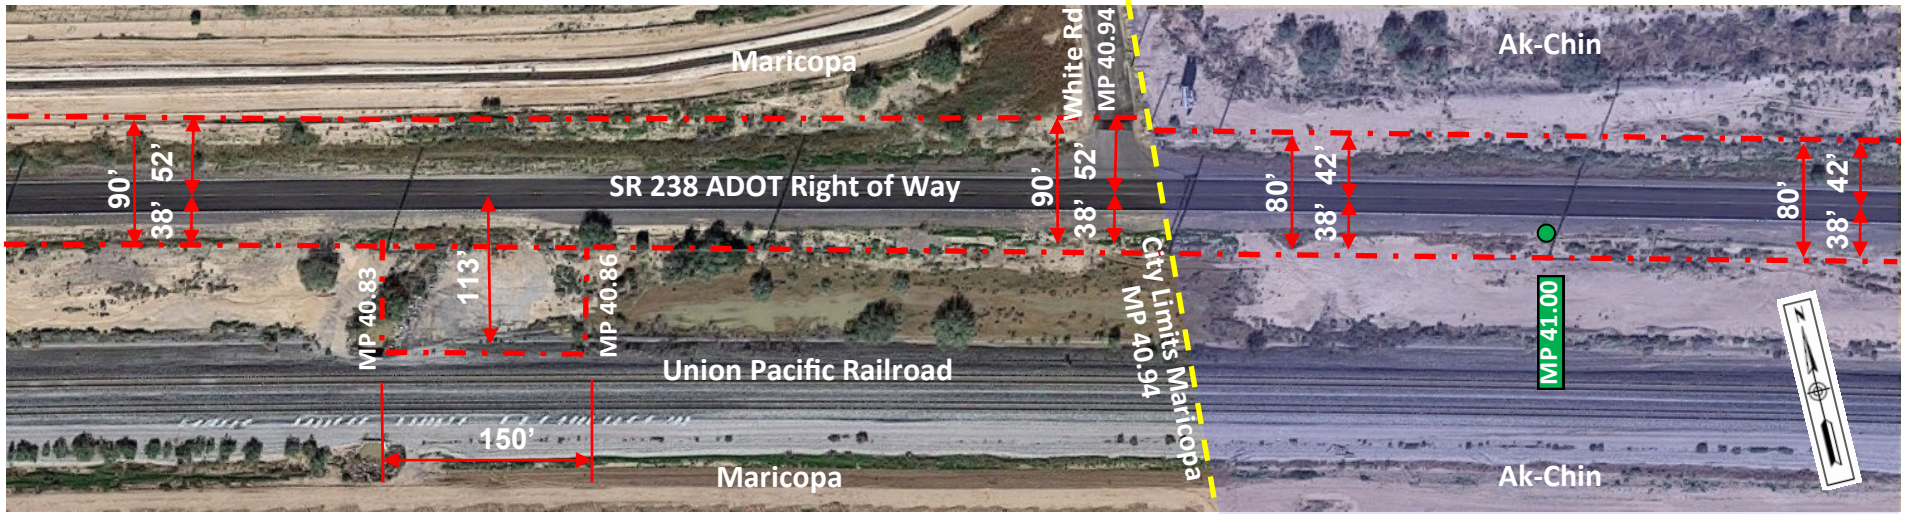 Maricopa
White Rd
MP 40.94
Ak-Chin
90’
52’
38’
SR 238 ADOT Right of Way
90’
52’
38’
80’
42’
38’
80’
42’
38’
MP 40.83
113’
MP 40.86
City Limits Maricopa
MP 40.94
MP 41.00
N
Union Pacific Railroad
150’
Maricopa
Ak-Chin